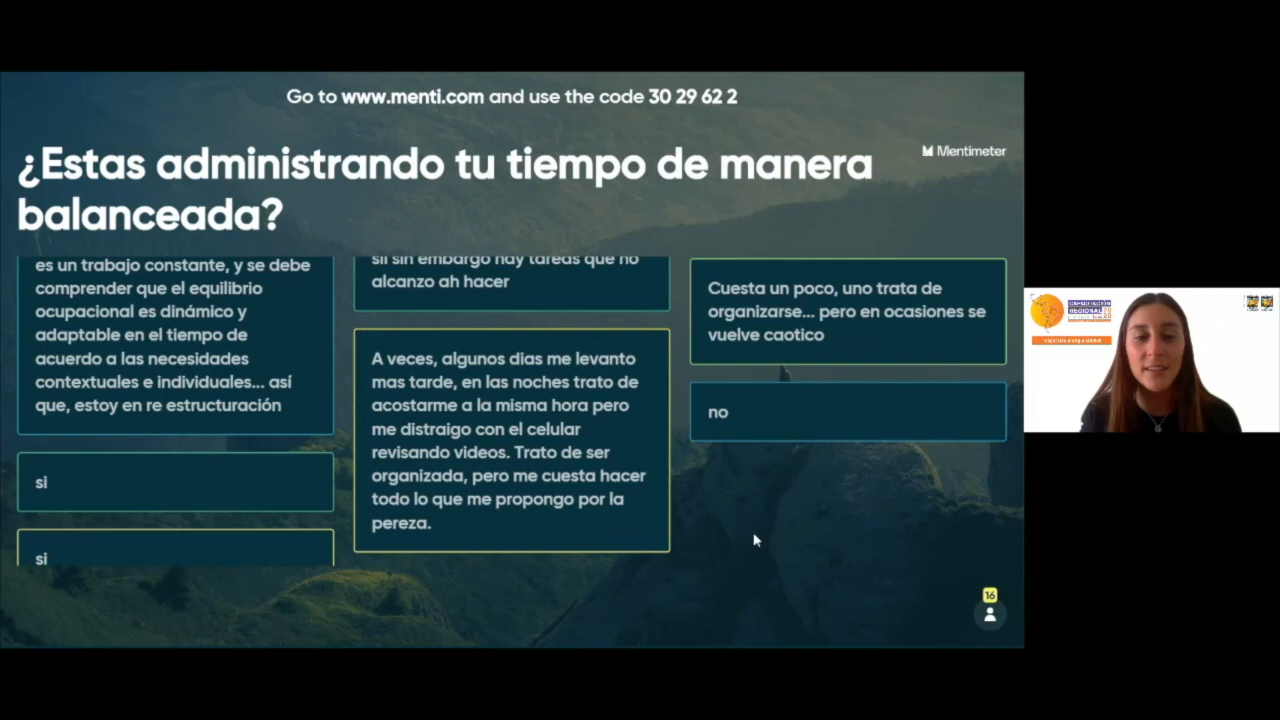 Go to www.menti.com and use the code 30 29 62 2
Mentimeter
¿Estas administrando tu tiempo de manera
balanceada?
es un trabajo constante, y se debe
comprender que el equilibrio
ocupacional es dinámico y
adaptable en el tiempo de
acuerdo a las necesidades
contextuales e individuales... así
que, estoy en re estructuración
si
si
sii sin embargo hay tareas que no
alcanzo ah hacer
A veces, algunos dias me levanto
mas tarde, en las noches trato de
acostarme a la misma hora pero
me distraigo con el celular
revisando videos. Trato de ser
organizada, pero me cuesta hacer
todo lo que me propongo por la
pereza.
Cuesta un poco, uno trata de
organizarse... pero en ocasiones se
vuelve caotico
no
16
REGIONAL